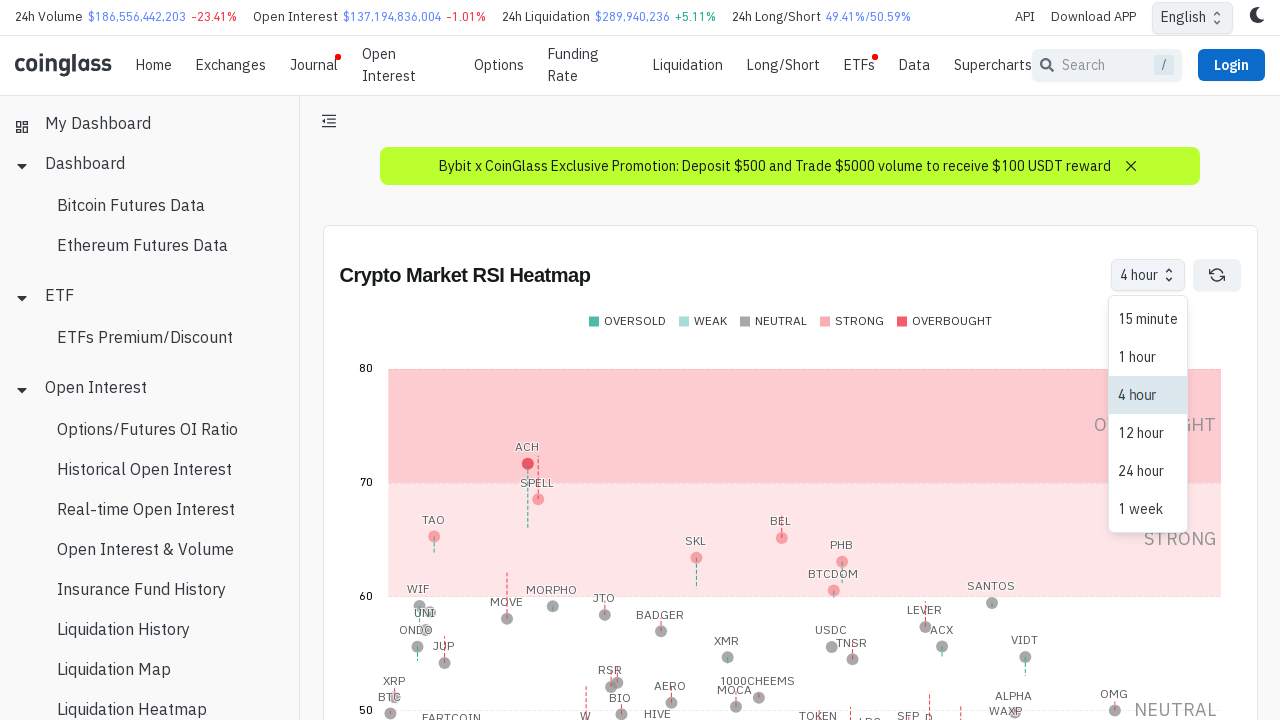 24h Volume $186,556,442,203 -23.41% Open Interest $137,194,836,004 -1.01% 24h Liquidation $289,940,236 +5.11% 24h Long/Short 49.41%/50.59% API Download APP English
coinglass Home Exchanges Journal Open Interest Options Funding Rate Liquidation Long/Short ETFs Data Supercharts Search / Login
My Dashboard
Dashboard
Bitcoin Futures Data
Ethereum Futures Data
ETF
ETFs Premium/Discount
Open Interest
Options/Futures OI Ratio
Historical Open Interest
Real-time Open Interest
Open Interest & Volume
Insurance Fund History
Liquidation History
Liquidation Map
Liquidation Heatmap
Bybit x CoinGlass Exclusive Promotion: Deposit $500 and Trade $5000 volume to receive $100 USDT reward
Crypto Market RSI Heatmap
4 hour
15 minute
1 hour
4 hour
12 hour
24 hour
1 week
OVERSOLD WEAK NEUTRAL STRONG OVERBOUGHT
80
ACH
70
SPELL
TAO
BEL
STRONG
SKL
PHB
BTCDOM
60
WIF
MORPHO
SANTOS
JTO
MOVE
LEVER
UNI
BADGER
ONDO
USDC
ACX
XMR
TNSR
VIDT
JUP
RSR
XRP
1000CHEEMS
AERO
MOCA
BTC
BIO
ALPHA
OMG
50
WAXP
NEUTRAL
FARTCOIN
HIVE
TOKEN